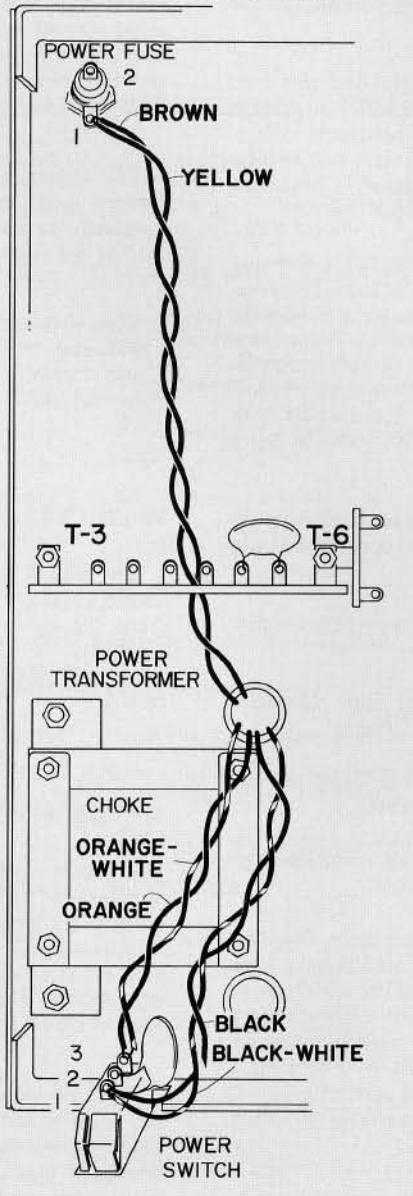 POWER FUSE
2
1
BROWN
YELLOW
T-3
T-6
POWER
TRANSFORMER
CHOKE
ORANGE-
WHITE
ORANGE
BLACK
BLACK-WHITE
3
2
1
POWER
SWITCH